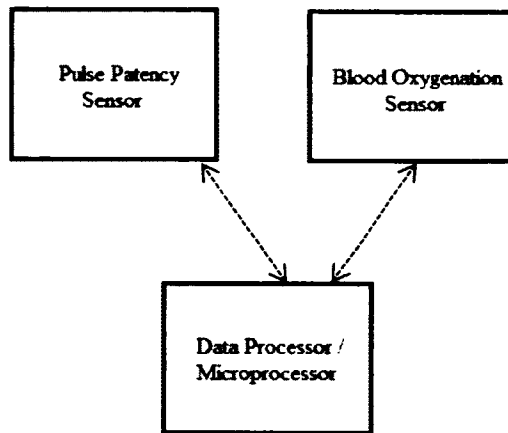 Pulse Patency
Sensor
Blood Oxygenation
Sensor
Data Processor /
Microprocessor